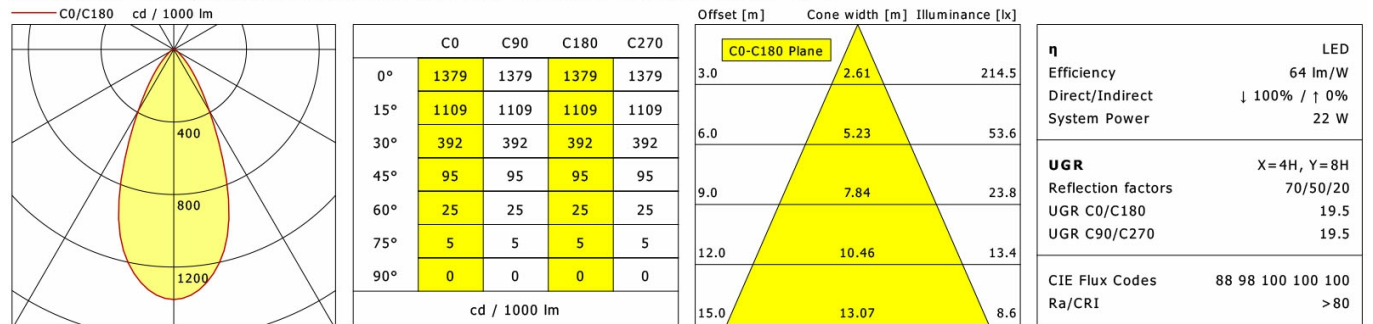 C0/C180 cd / 1000 lm
400
800
1200
C0 C90 C180 C270
0° 1379 1379 1379 1379
15° 1109 1109 1109 1109
30° 392 392 392 392
45° 95 95 95 95
60° 25 25 25 25
75° 5 5 5 5
90° 0 0 0 0
cd / 1000 lm
Offset [m] Cone width [m] Illuminance [lx]
C0-C180 Plane
3.0 2.61 214.5
6.0 5.23 53.6
9.0 7.84 23.8
12.0 10.46 13.4
15.0 13.07 8.6
η LED
Efficiency 64 lm/W
Direct/Indirect ↓ 100% / ↑ 0%
System Power 22 W
UGR X=4H, Y=8H
Reflection factors 70/50/20
UGR C0/C180 19.5
UGR C90/C270 19.5
CIE Flux Codes 88 98 100 100 100
Ra/CRI >80